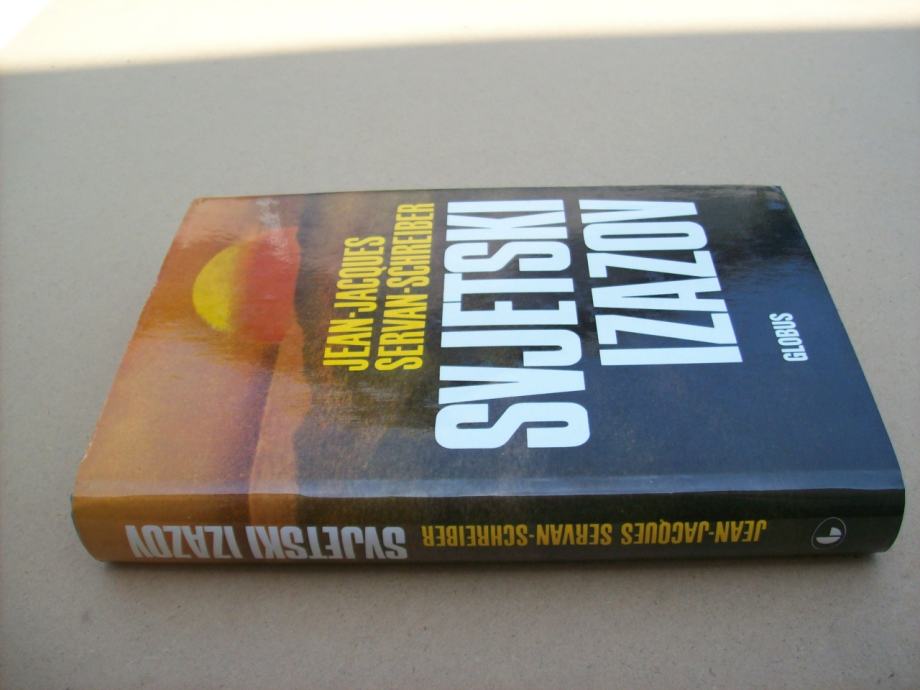 JEAN-JACQUES
SERVAN-SCHREIBER
SVJETSKI
IZAZOV
GLOBUS
JEAN-JACQUES SERVAN-SCHREIBER SVJETSKI IZAZOV